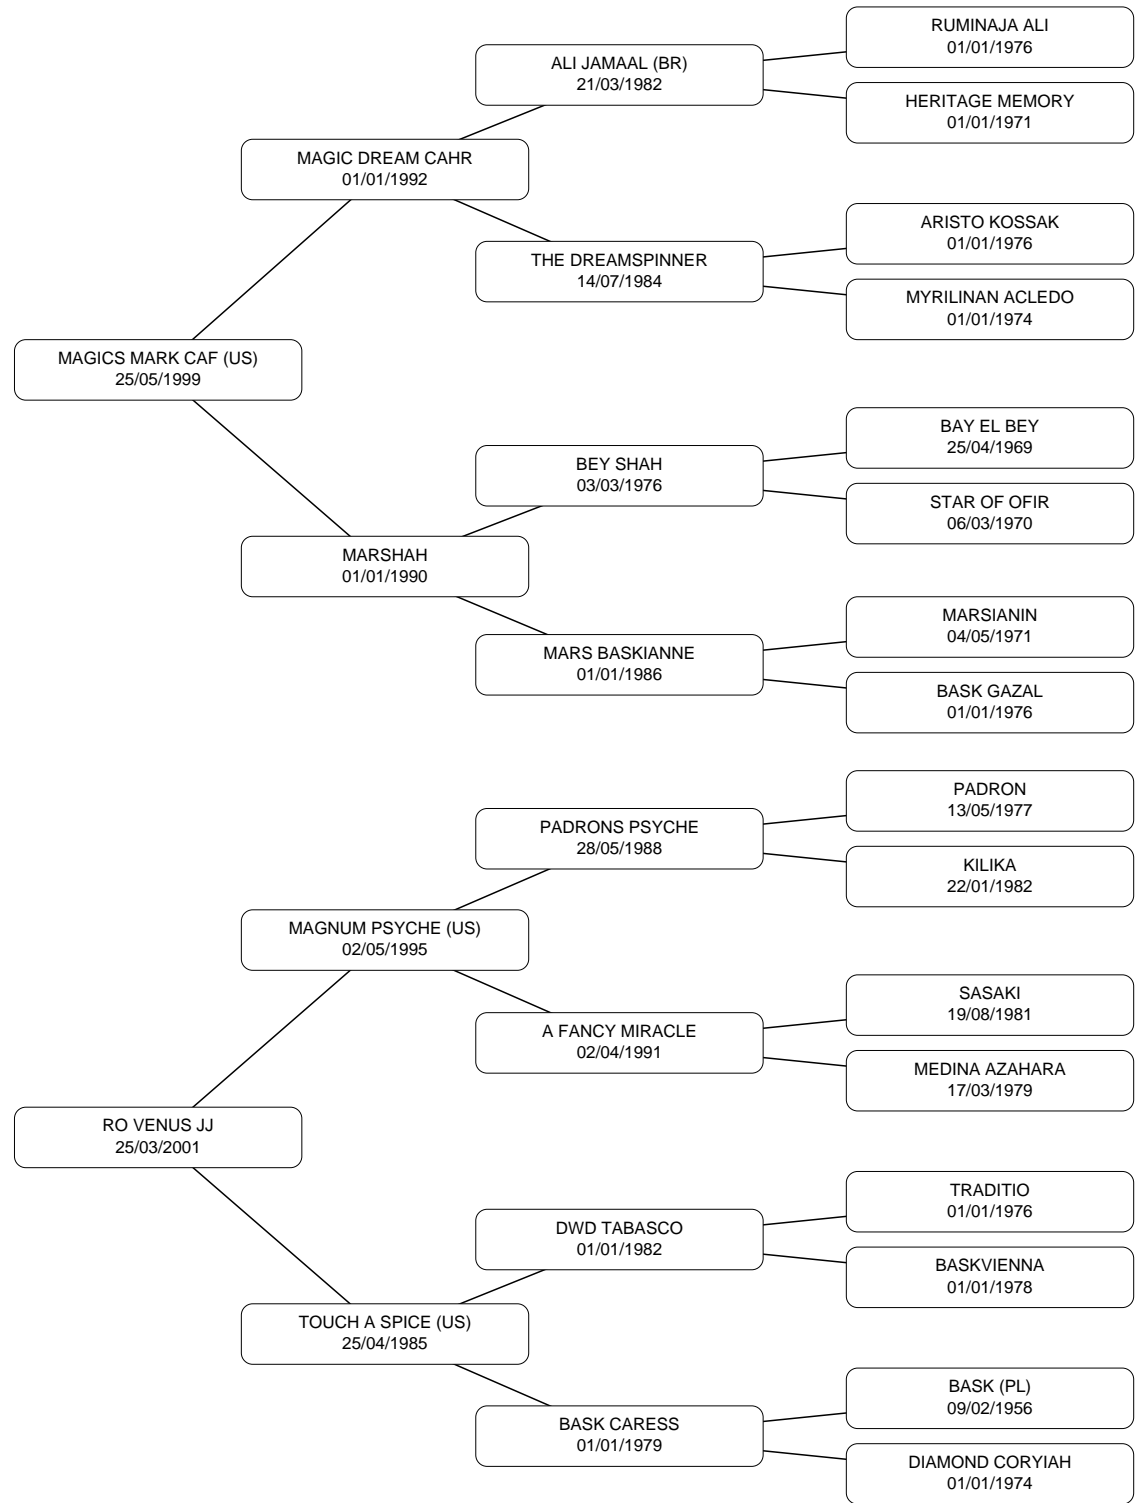 RUMINAJA ALI
01/01/1976
ALI JAMAAL (BR)
21/03/1982
HERITAGE MEMORY
01/01/1971
MAGIC DREAM CAHR
01/01/1992
ARISTO KOSSAK
01/01/1976
THE DREAMSPINNER
14/07/1984
MYRILINAN ACLEDO
01/01/1974
MAGICS MARK CAF (US)
25/05/1999
BAY EL BEY
25/04/1969
BEY SHAH
03/03/1976
STAR OF OFIR
06/03/1970
MARSHAH
01/01/1990
MARSIANIN
04/05/1971
MARS BASKIANNE
01/01/1986
BASK GAZAL
01/01/1976
PADRON
13/05/1977
PADRONS PSYCHE
28/05/1988
KILIKA
22/01/1982
MAGNUM PSYCHE (US)
02/05/1995
SASAKI
19/08/1981
A FANCY MIRACLE
02/04/1991
MEDINA AZAHARA
17/03/1979
RO VENUS JJ
25/03/2001
TRADITIO
01/01/1976
DWD TABASCO
01/01/1982
BASKVIENNA
01/01/1978
TOUCH A SPICE (US)
25/04/1985
BASK (PL)
09/02/1956
BASK CARESS
01/01/1979
DIAMOND CORYIAH
01/01/1974